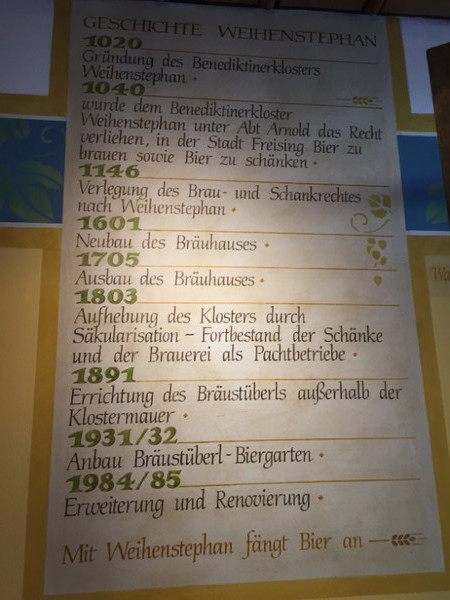 GESCHICHTE WEIHENSTEPHAN
1020
Gründung des Benediktinerklosters
Weihenstephan •
1040
wurde dem Benediktinerkloster
Weihenstephan unter Abt Arnold das Recht
verliehen, in der Stadt Freising Bier zu
brauen sowie Bier zu schänken •
1146
Verlegung des Brau- und Schankrechtes
nach Weihenstephan •
1601
Neubau des Bräuhauses •
1705
Ausbau des Bräuhauses •
1803
Aufhebung des Klosters durch
Säkularisation – Fortbestand der Schänke
und der Brauerei als Pachtbetriebe •
1891
Errichtung des Bräustüberls außerhalb der
Klostermauer •
1931/32
Anbau Bräustüberl-Biergarten •
1984/85
Erweiterung und Renovierung •
Mit Weihenstephan fängt Bier an